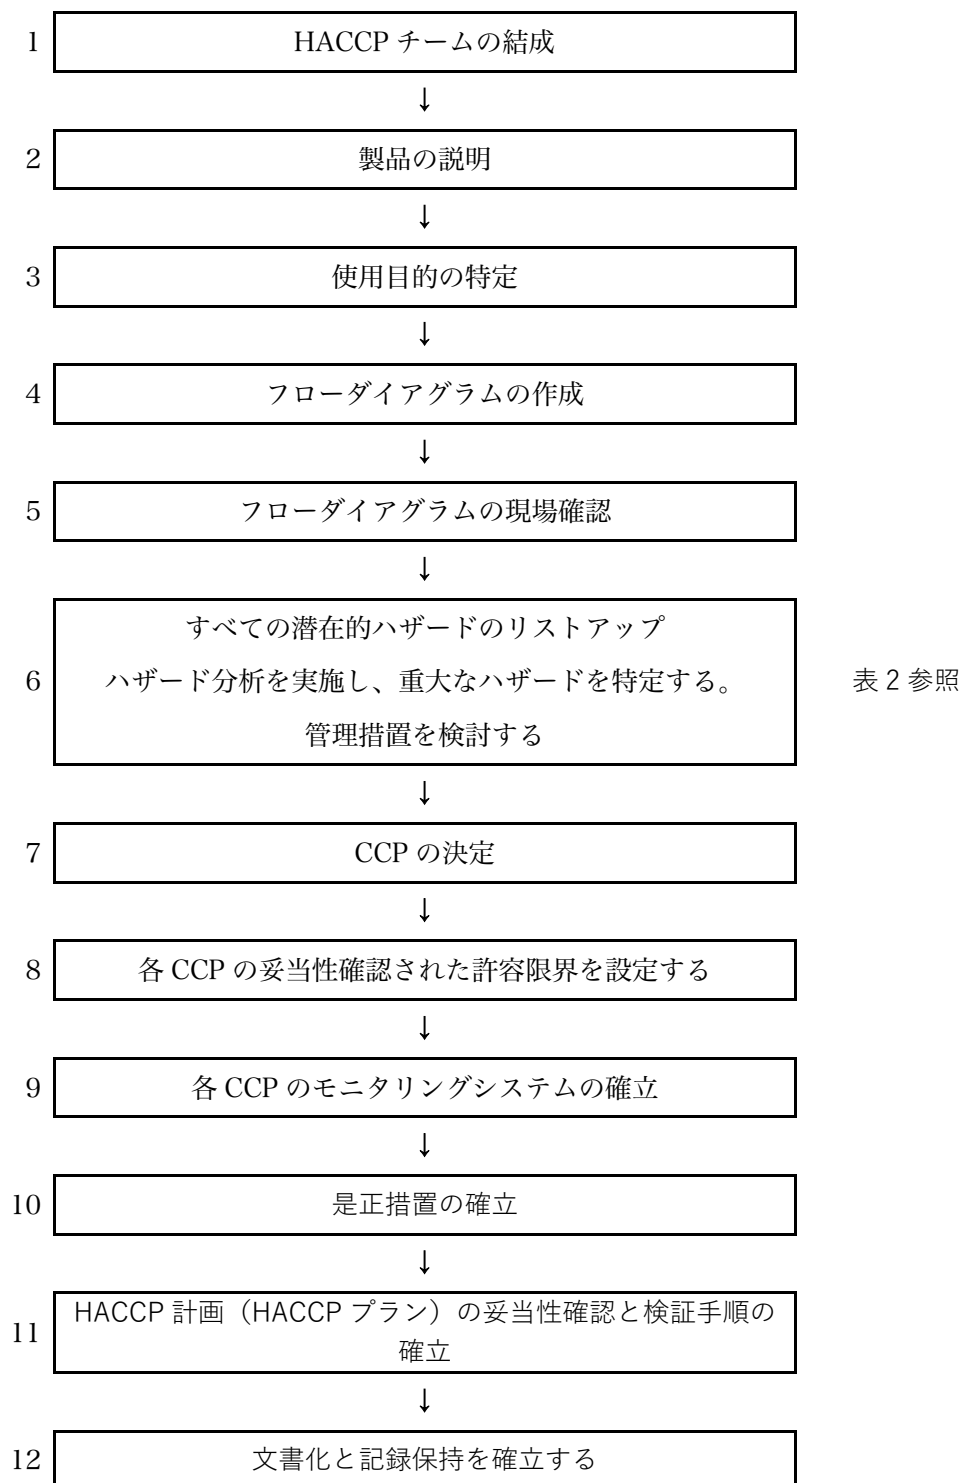 1 HACCP チームの結成
↓
2 製品の説明
↓
3 使用目的の特定
↓
4 フローダイアグラムの作成
↓
5 フローダイアグラムの現場確認
↓
すべての潜在的ハザードのリストアップ
6 ハザード分析を実施し、重大なハザードを特定する。 表 2 参照
管理措置を検討する
↓
7 CCP の決定
↓
8 各 CCP の妥当性確認された許容限界を設定する
↓
9 各 CCP のモニタリングシステムの確立
↓
10 是正措置の確立
↓
11 HACCP 計画（HACCP プラン）の妥当性確認と検証手順の
確立
↓
12 文書化と記録保持を確立する